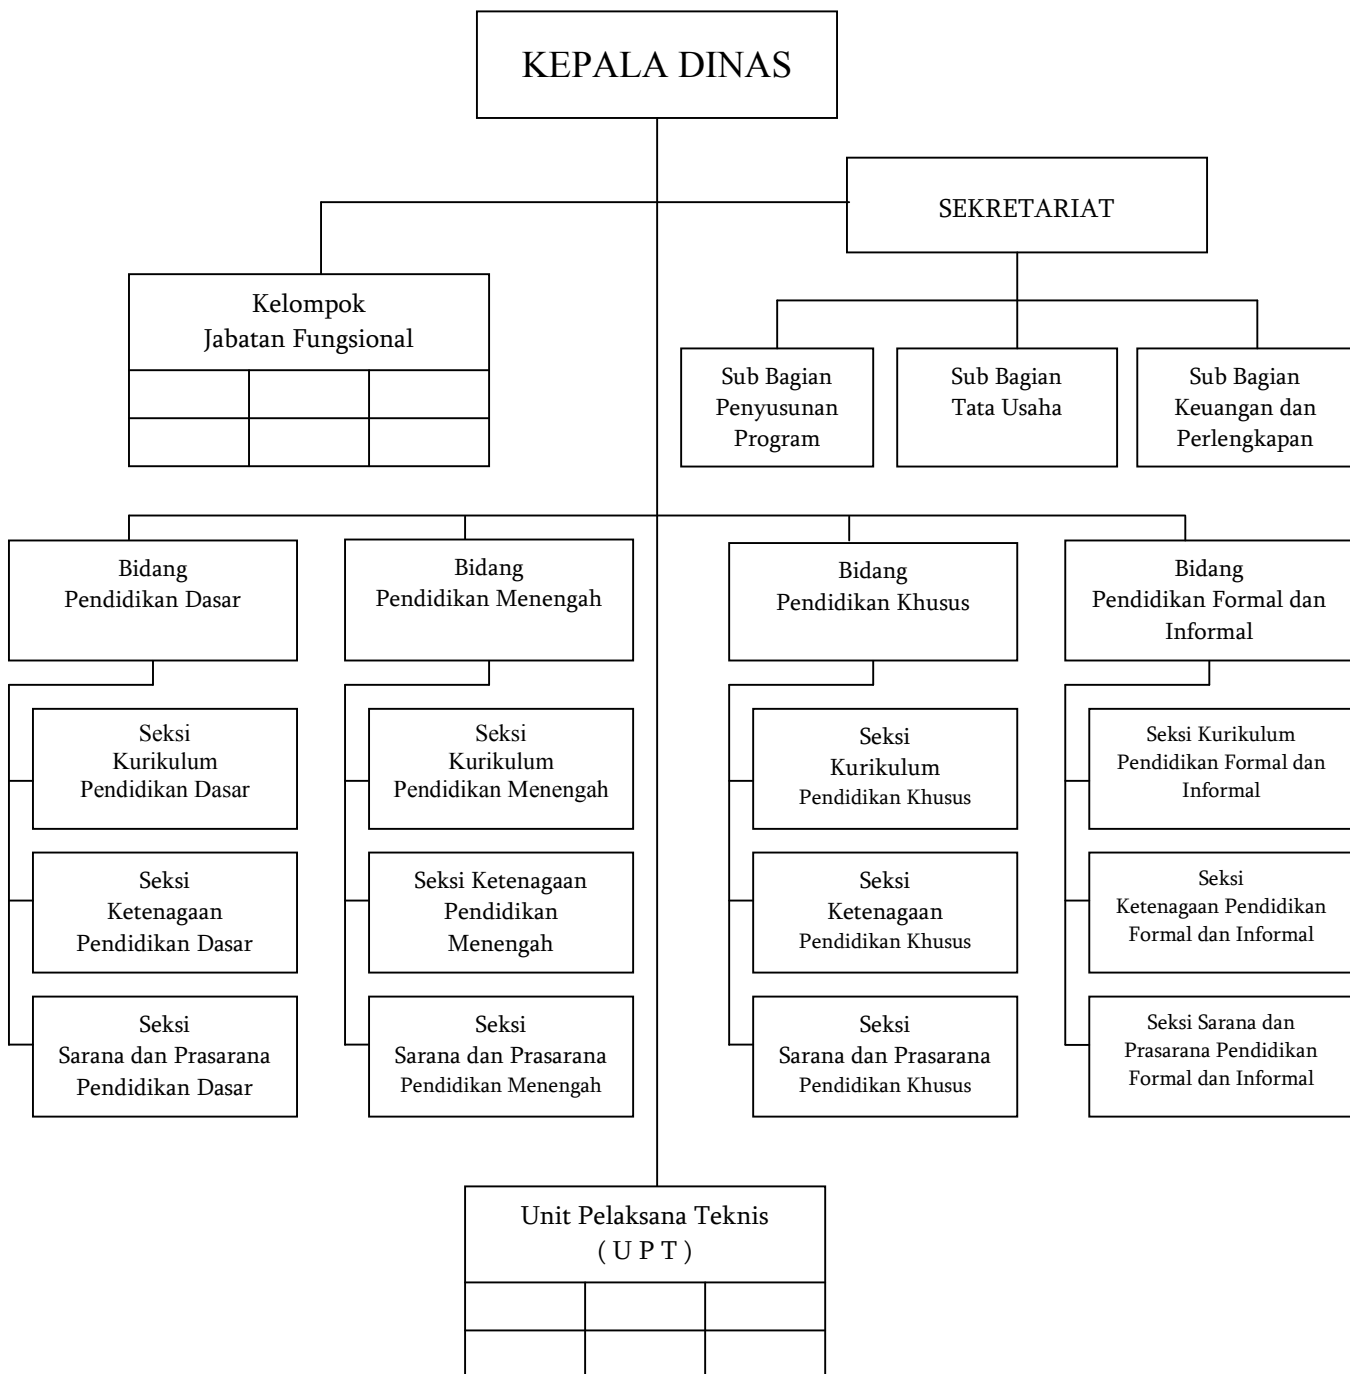 KEPALA DINAS
SEKRETARIAT
Kelompok
Jabatan Fungsional
Sub Bagian
Penyusunan
Program
Sub Bagian
Tata Usaha
Sub Bagian
Keuangan dan
Perlengkapan
Bidang
Pendidikan Dasar
Bidang
Pendidikan Menengah
Bidang
Pendidikan Khusus
Bidang
Pendidikan Formal dan
Informal
Seksi
Kurikulum
Pendidikan Dasar
Seksi
Kurikulum
Pendidikan Menengah
Seksi
Kurikulum
Pendidikan Khusus
Seksi Kurikulum
Pendidikan Formal dan
Informal
Seksi
Ketenagaan
Pendidikan Dasar
Seksi Ketenagaan
Pendidikan
Menengah
Seksi
Ketenagaan
Pendidikan Khusus
Seksi
Ketenagaan Pendidikan
Formal dan Informal
Seksi
Sarana dan Prasarana
Pendidikan Dasar
Seksi
Sarana dan Prasarana
Pendidikan Menengah
Seksi
Sarana dan Prasarana
Pendidikan Khusus
Seksi Sarana dan
Prasarana Pendidikan
Formal dan Informal
Unit Pelaksana Teknis
( U P T )